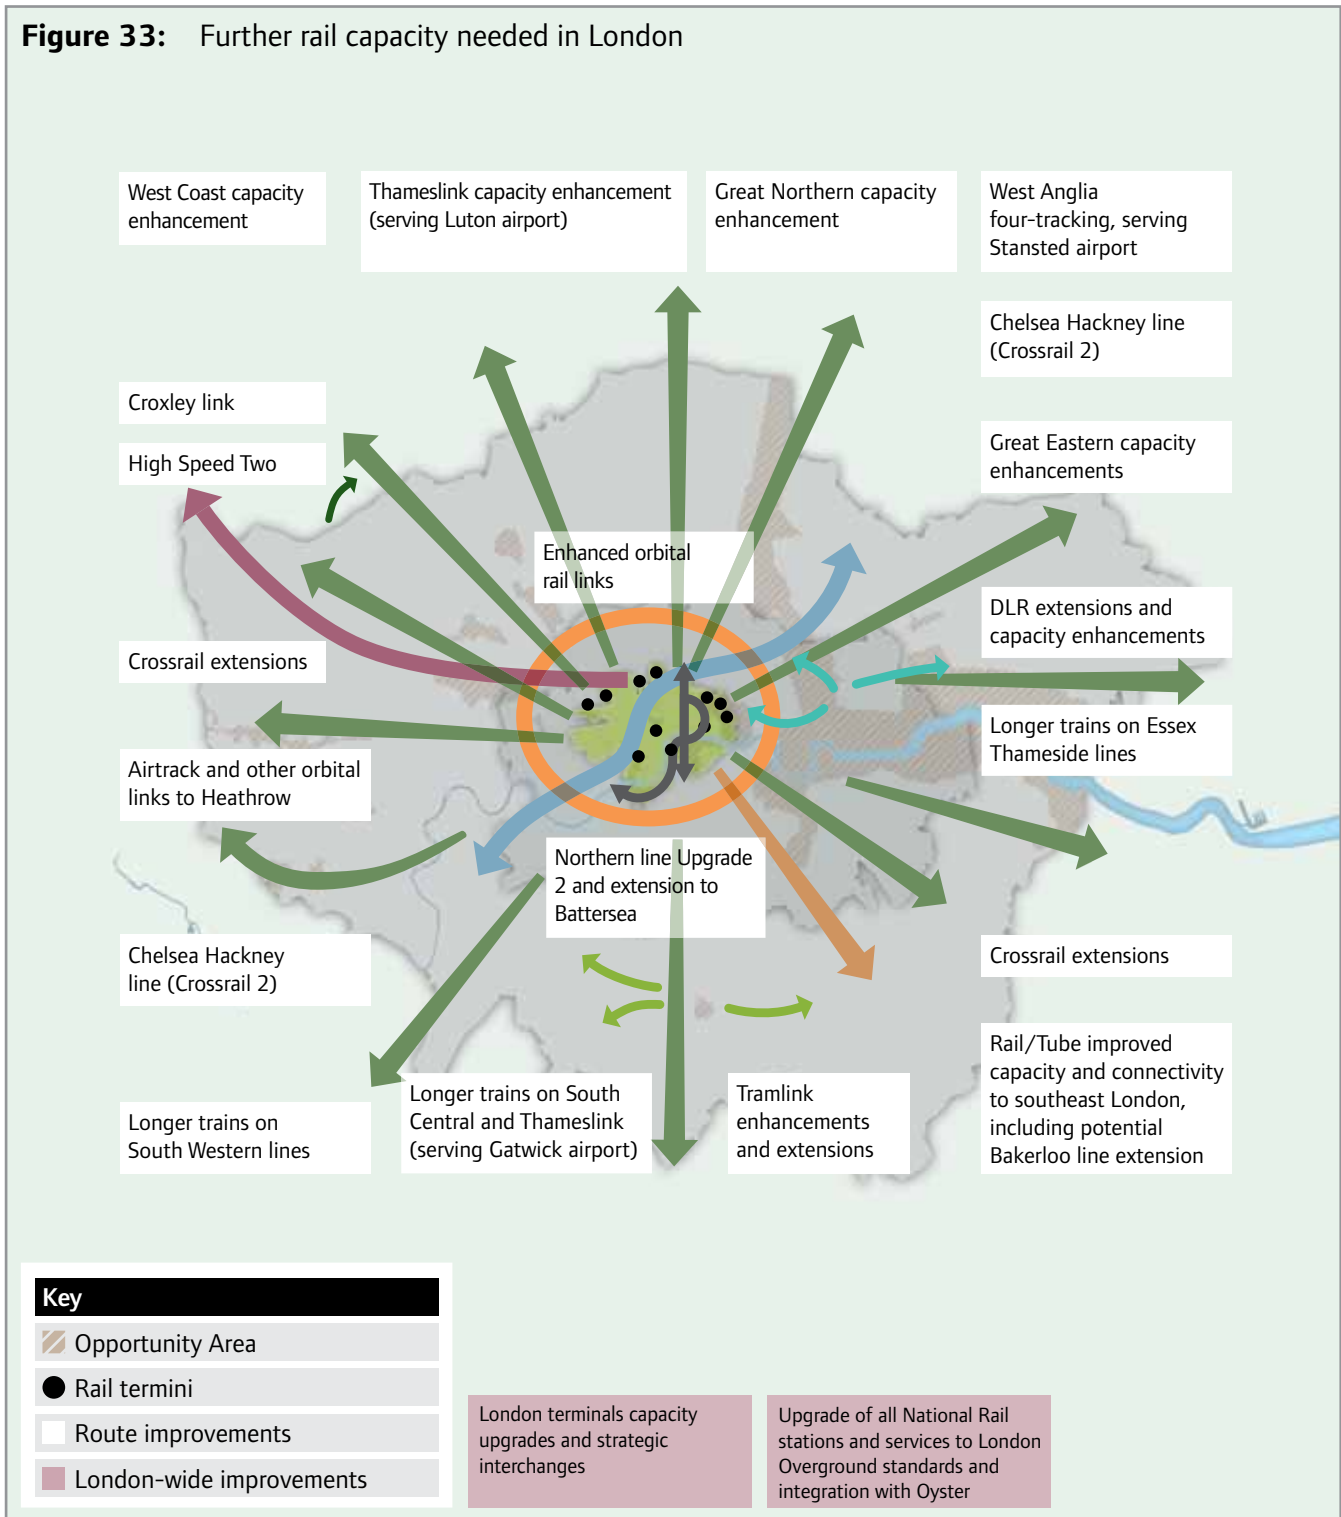 Figure 33: Further rail capacity needed in London
West Coast capacity
enhancement
Thameslink capacity enhancement
(serving Luton airport)
Great Northern capacity
enhancement
West Anglia
four-tracking, serving
Stansted airport
Chelsea Hackney line
(Crossrail 2)
Croxley link
High Speed Two
Great Eastern capacity
enhancements
Enhanced orbital
rail links
DLR extensions and
capacity enhancements
Crossrail extensions
Longer trains on Essex
Thameside lines
Airtrack and other orbital
links to Heathrow
Northern line Upgrade
2 and extension to
Battersea
Chelsea Hackney
line (Crossrail 2)
Crossrail extensions
Longer trains on
South Western lines
Longer trains on South
Central and Thameslink
(serving Gatwick airport)
Tramlink
enhancements
and extensions
Rail/Tube improved
capacity and connectivity
to southeast London,
including potential
Bakerloo line extension
Key
Opportunity Area
Rail termini
Route improvements
London-wide improvements
London terminals capacity
upgrades and strategic
interchanges
Upgrade of all National Rail
stations and services to London
Overground standards and
integration with Oyster